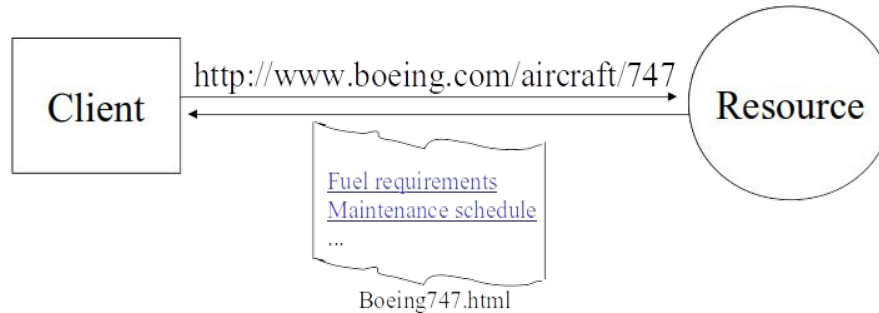 http://www.boeing.com/aircraft/747
Client
Resource
Fuel requirements
Maintenance schedule
...
Boeing747.html